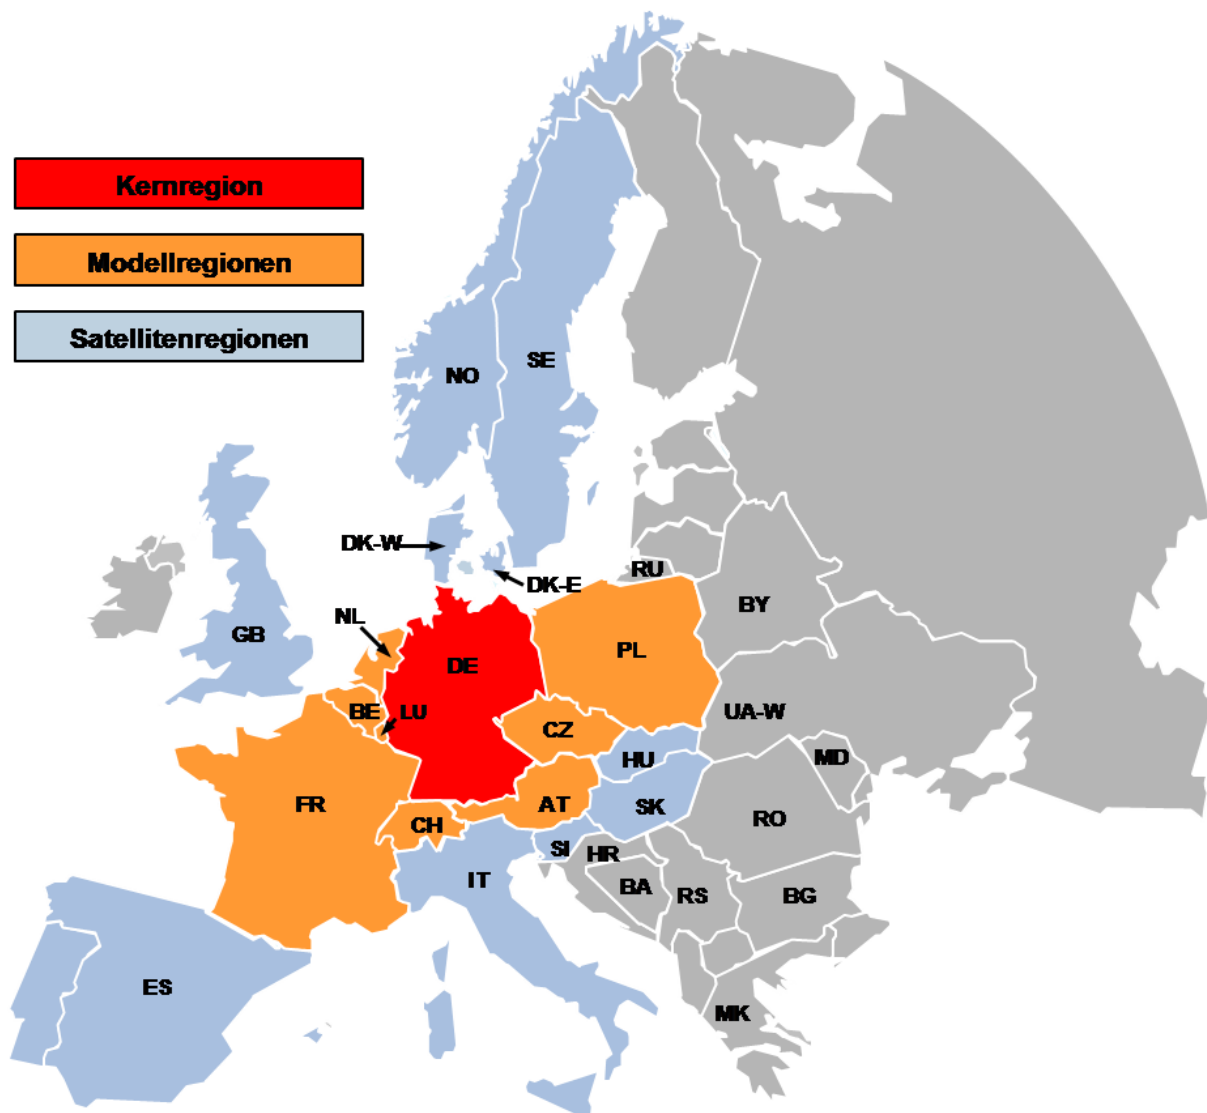 Kernregion
Modellregionen
Satellitenregionen
NO
SE
DK-W
DK-E
RU
BY
GB
NL
DE
PL
BE
LU
CZ
UA-W
HU
MD
FR
AT
SK
RO
CH
SI
HR
IT
BA
RS
BG
ES
MK